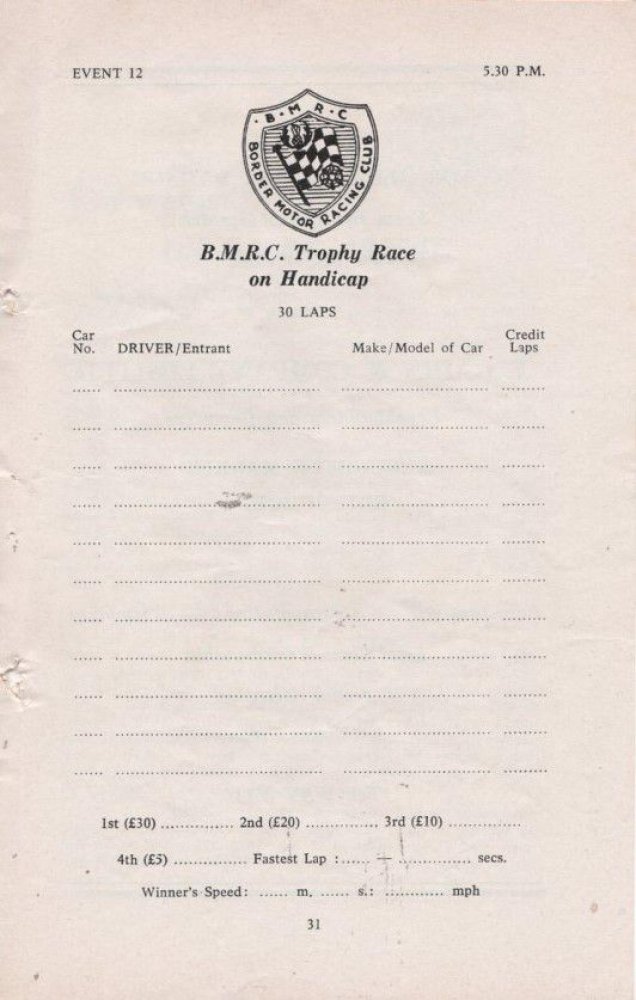 EVENT 12 5.30 P.M.
· B · M · R · C ·
BORDER MOTOR RACING CLUB
B.M.R.C. Trophy Race
on Handicap
30 LAPS
Car No. DRIVER/Entrant Make/Model of Car Credit Laps
1st (£30) .............. 2nd (£20) .............. 3rd (£10) ..............
4th (£5) .............. Fastest Lap :...... .............. secs.
Winner's Speed: ...... m. ...... s.: ............ mph
31